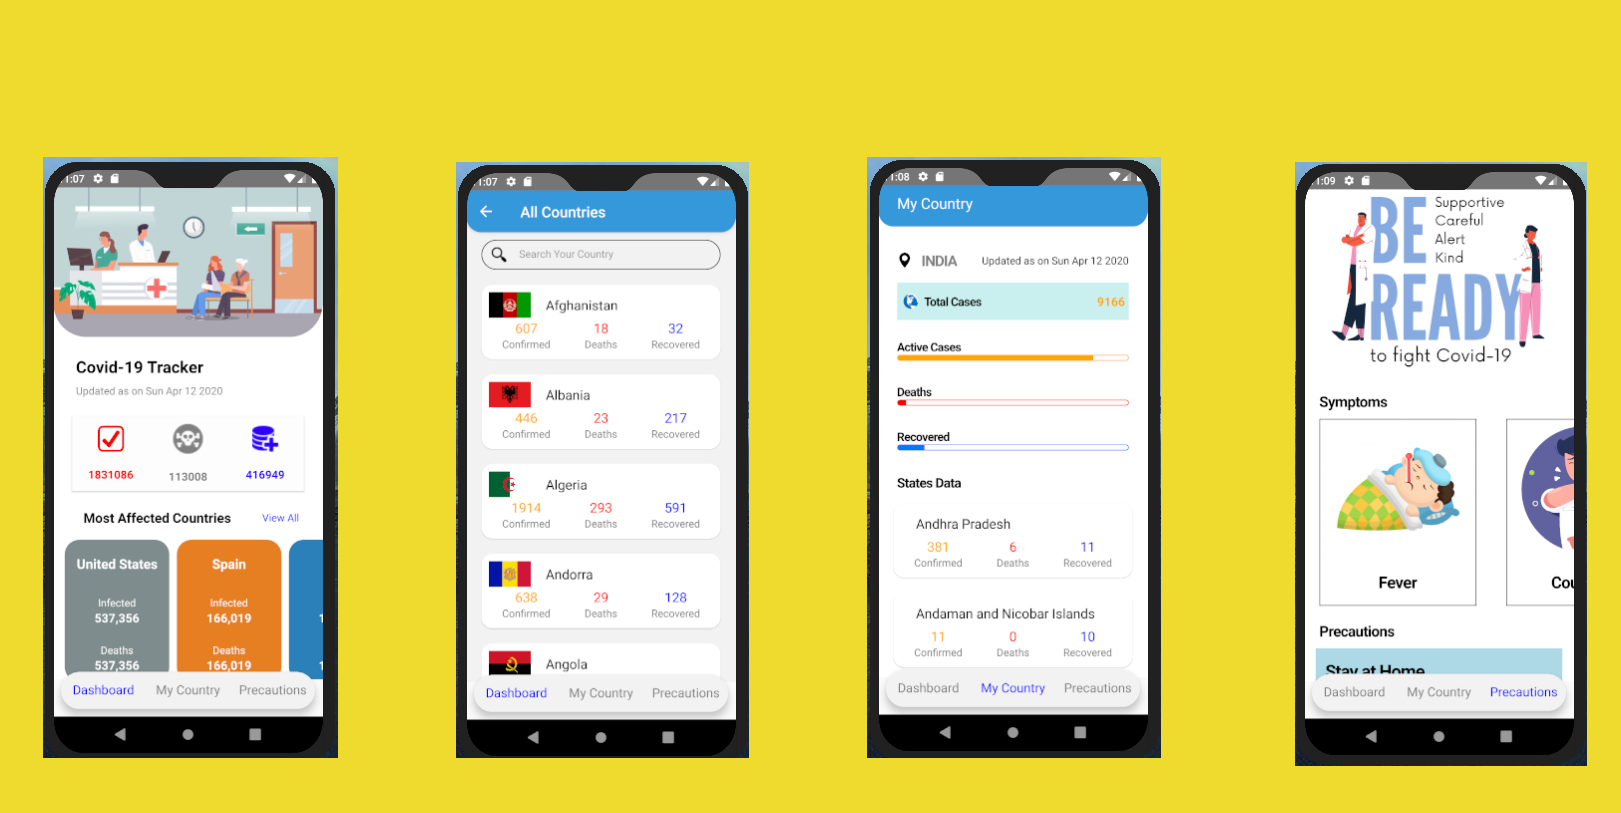 1:07
Covid-19 Tracker
Updated as on Sun Apr 12 2020
1831086 113008 416949
Most Affected Countries View All
United States Spain
Infected Infected
537,356 166,019 1
Deaths Deaths
537,356 166,019 1
Dashboard My Country Precautions
1:07
All Countries
Search Your Country
Afghanistan
607 18 32
Confirmed Deaths Recovered
Albania
446 23 217
Confirmed Deaths Recovered
Algeria
1914 293 591
Confirmed Deaths Recovered
Andorra
638 29 128
Confirmed Deaths Recovered
Angola
Dashboard My Country Precautions
1:08
My Country
INDIA Updated as on Sun Apr 12 2020
Total Cases 9166
Active Cases
Deaths
Recovered
States Data
Andhra Pradesh
381 6 11
Confirmed Deaths Recovered
Andaman and Nicobar Islands
11 0 10
Confirmed Deaths Recovered
Dashboard My Country Precautions
1:09
BE Supportive
Careful
Alert
Kind
READY
to fight Covid-19
Symptoms
Fever Cou
Precautions
Stay at Home
Dashboard My Country Precautions